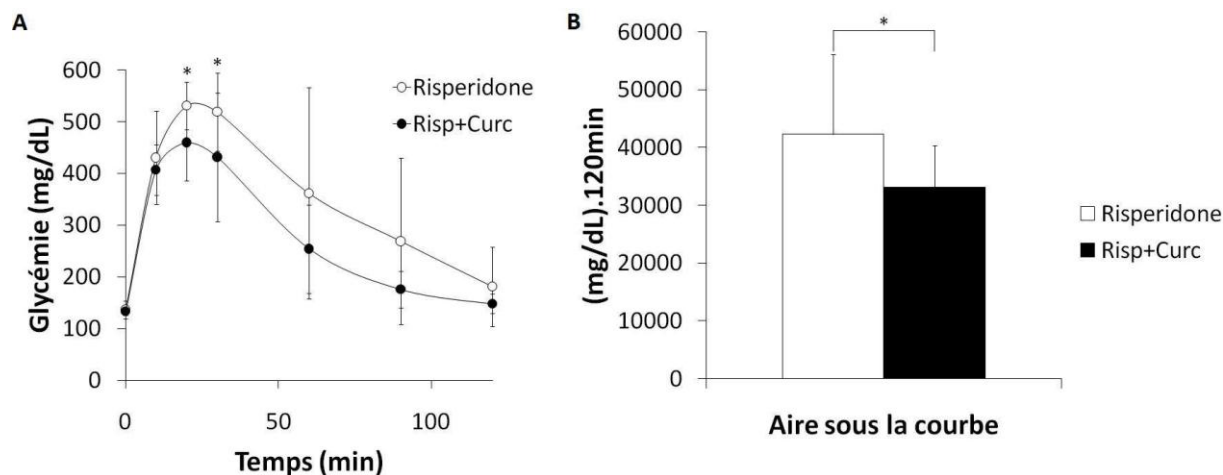 A
Glycémie (mg/dL)
600
500
400
300
200
100
0
* *
Risperidone
Risp+Curc
0 50 100
Temps (min)
B
(mg/dL).120min
60000
50000
40000
30000
20000
10000
0
*
Risperidone
Risp+Curc
Aire sous la courbe